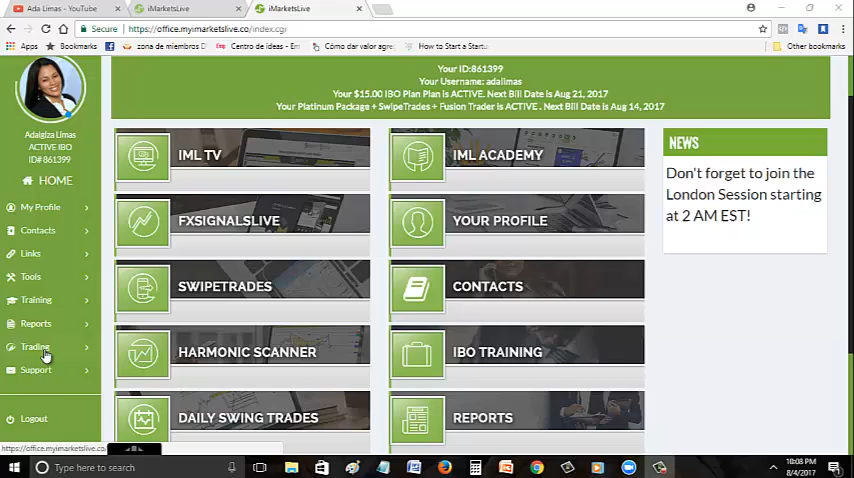 Ada Limas - YouTube
iMarketsLive
iMarketsLive
Secure
https://office.myimarketslive.co/index.cgi
Apps
Bookmarks
zona de miembros D
Centro de ideas - Em
Cómo dar valor agre
How to Start a Startu
Other bookmarks
Your ID:861399
Your Username: adalimas
Your $15.00 IBO Plan Plan is ACTIVE. Next Bill Date is Aug 21, 2017
Your Platinum Package + SwipeTrades + Fusion Trader is ACTIVE . Next Bill Date is Aug 14, 2017
Adalgiza Limas
ACTIVE IBO
ID# 861399
HOME
My Profile
Contacts
Links
Tools
Training
Reports
Trading
Support
Logout
IML TV
IML ACADEMY
FXSIGNALSLIVE
YOUR PROFILE
SWIPETRADES
CONTACTS
HARMONIC SCANNER
IBO TRAINING
DAILY SWING TRADES
REPORTS
NEWS
Don't forget to join the
London Session starting
at 2 AM EST!
https://office.myimarketslive.co/
Type here to search
10:08 PM
8/4/2017